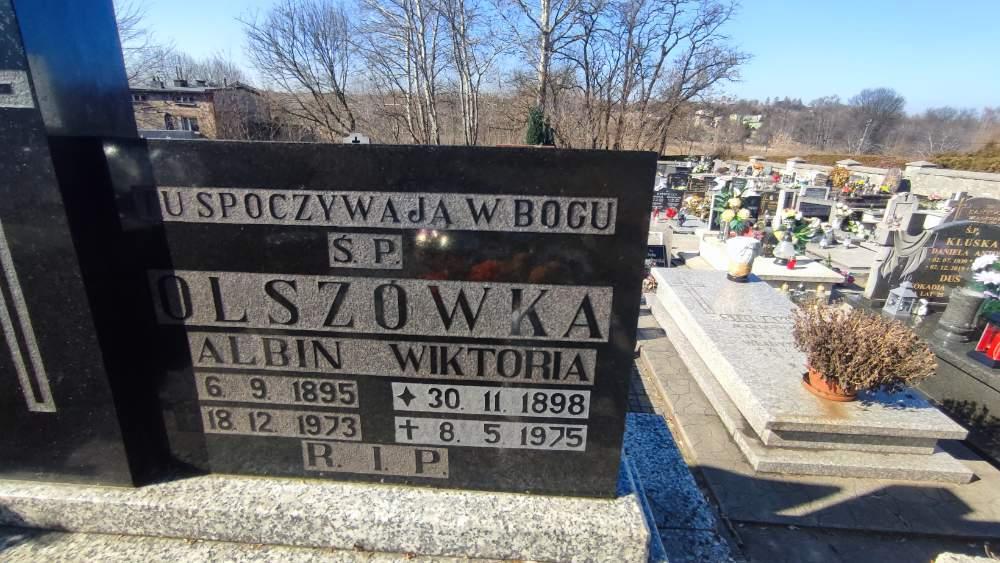 TU SPOCZYWAJĄ W BOGU
Ś.P.
OLSZÓWKA
ALBIN WIKTORIA
6. 9. 1895 ✦ 30. 11. 1898
18. 12. 1973 ✝ 8. 5. 1975
R. I. P.
Ś.P.
KLUSKA
DANIELA